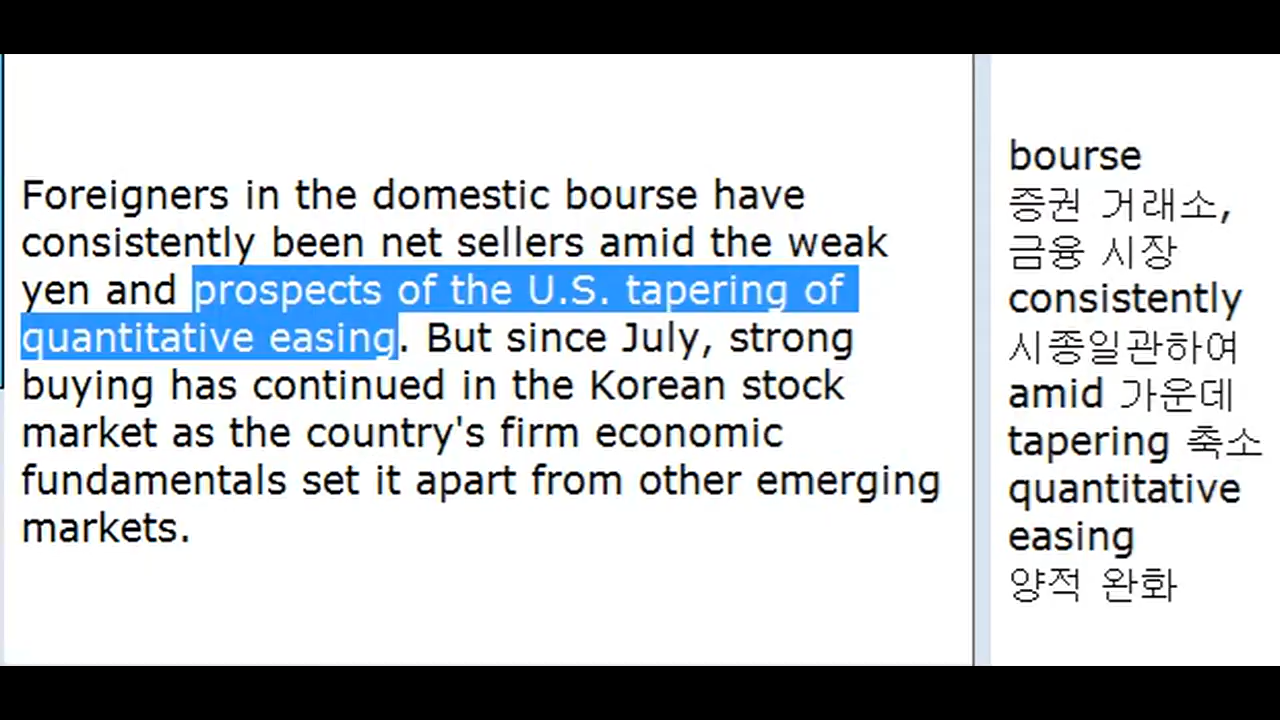 Foreigners in the domestic bourse have
consistently been net sellers amid the weak
yen and prospects of the U.S. tapering of
quantitative easing. But since July, strong
buying has continued in the Korean stock
market as the country's firm economic
fundamentals set it apart from other emerging
markets.
bourse
증권 거래소,
금융 시장
consistently
시종일관하여
amid 가운데
tapering 축소
quantitative
easing
양적 완화